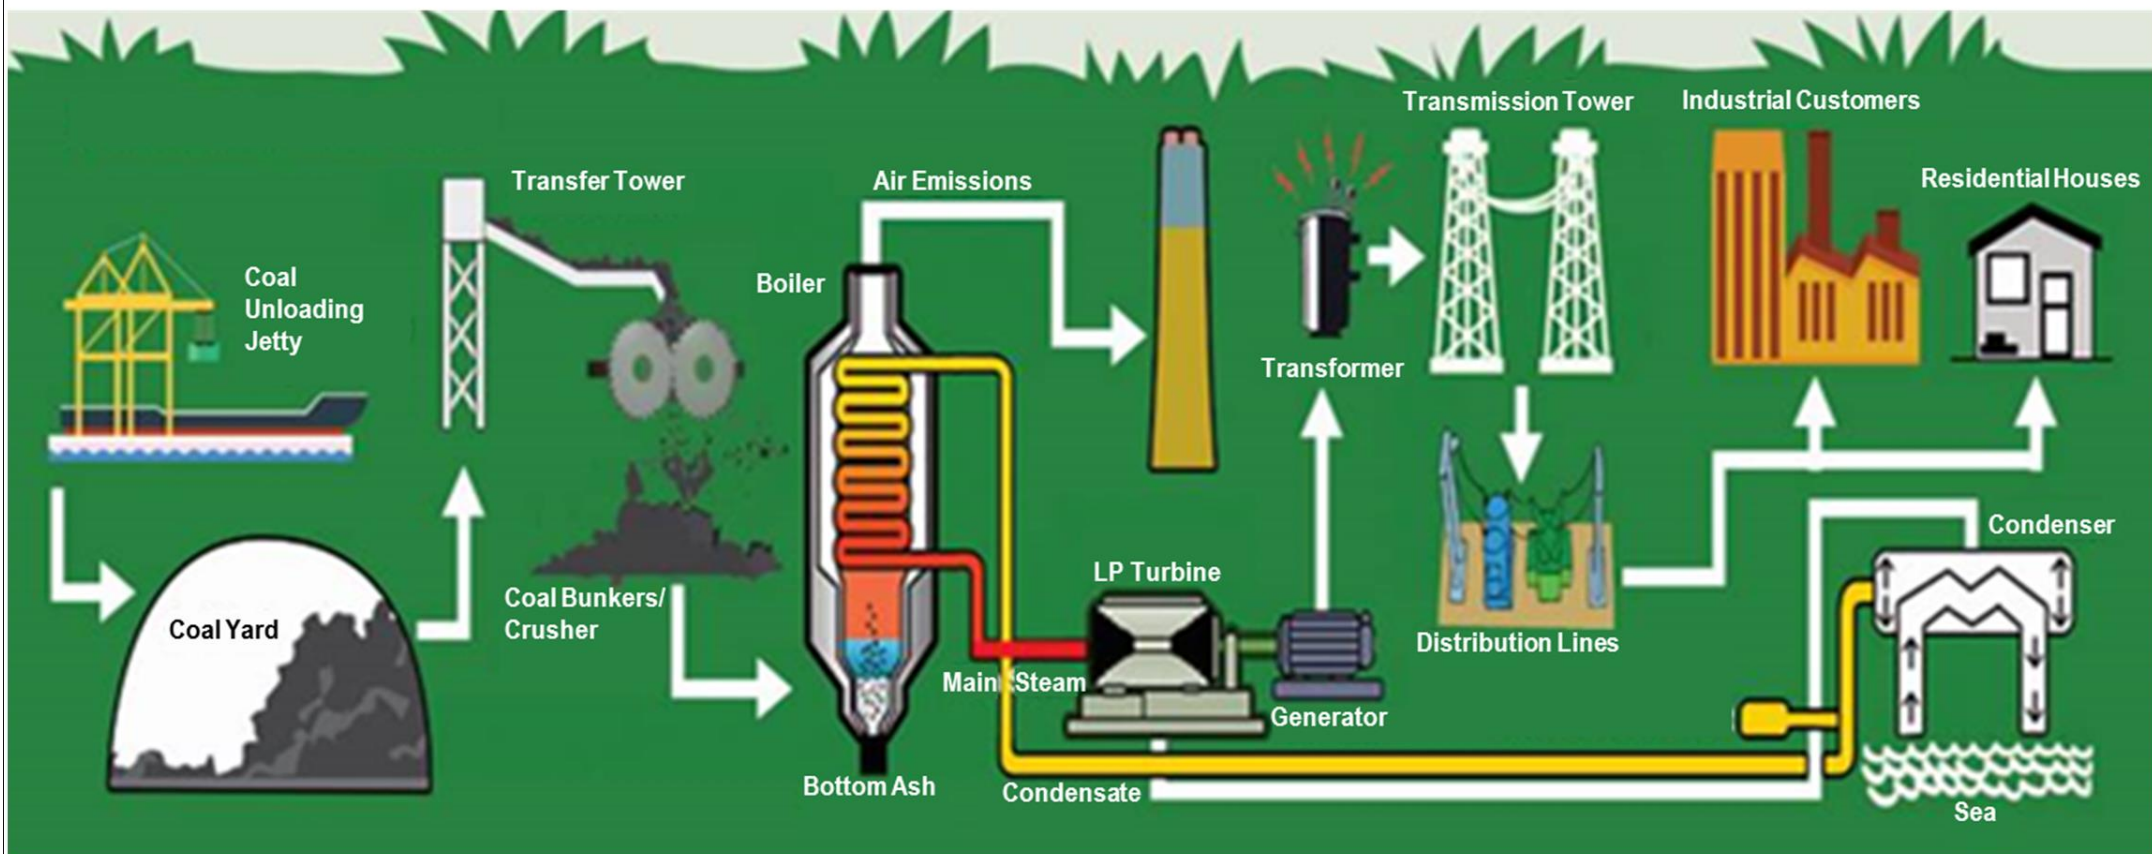 Transmission Tower
Industrial Customers
Transfer Tower
Air Emissions
Residential Houses
Coal
Unloading
Jetty
Boiler
Transformer
Condenser
LP Turbine
Coal Bunkers/
Crusher
Coal Yard
Distribution Lines
Main Steam
Generator
Bottom Ash
Condensate
Sea